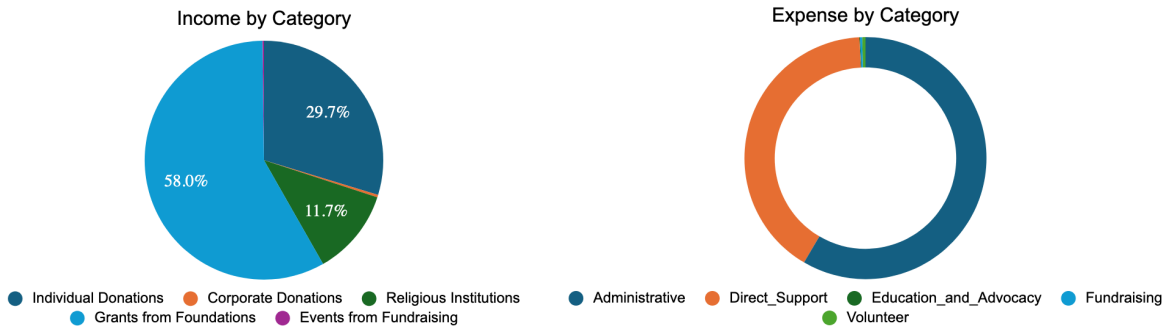 Income by Category
29.7%
58.0%
11.7%
Individual Donations Corporate Donations Religious Institutions
Grants from Foundations Events from Fundraising
Expense by Category
Administrative Direct_Support Education_and_Advocacy Fundraising
Volunteer